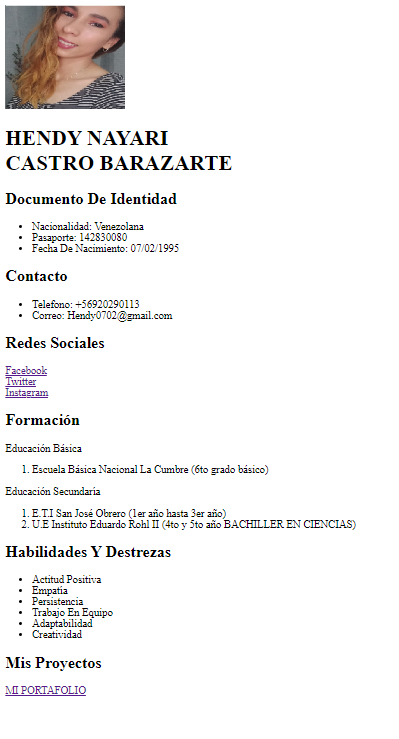 HENDY NAYARI
CASTRO BARAZARTE
Documento De Identidad
Nacionalidad: Venezolana
Pasaporte: 142830080
Fecha De Nacimiento: 07/02/1995
Contacto
Telefono: +56920290113
Correo: Hendy0702@gmail.com
Redes Sociales
Facebook
Twitter
Instagram
Formación
Educación Básica
1. Escuela Básica Nacional La Cumbre (6to grado básico)
Educación Secundaria
1. E.T.I San José Obrero (1er año hasta 3er año)
2. U.E Instituto Eduardo Rohl II (4to y 5to año BACHILLER EN CIENCIAS)
Habilidades Y Destrezas
Actitud Positiva
Empatía
Persistencia
Trabajo En Equipo
Adaptabilidad
Creatividad
Mis Proyectos
MI PORTAFOLIO